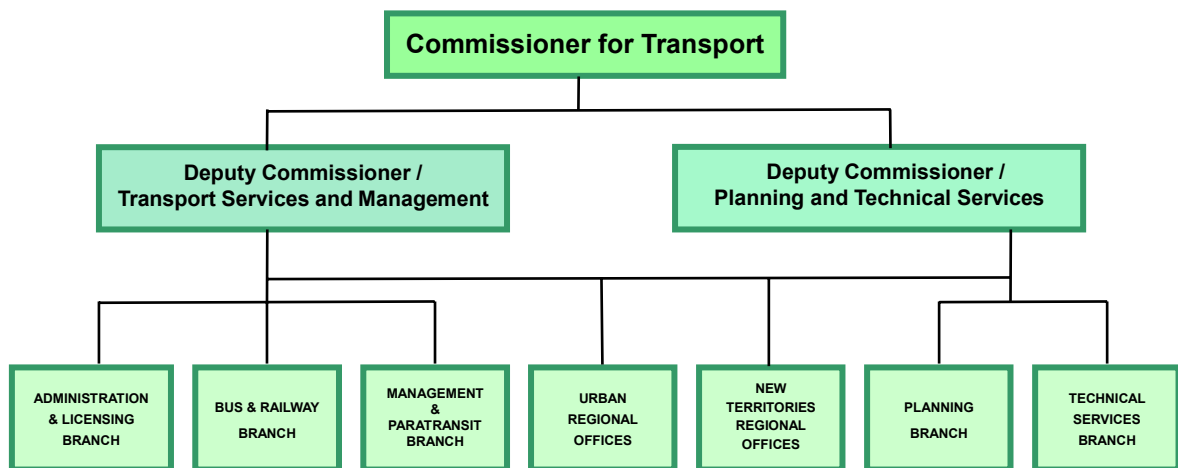 Commissioner for Transport
Deputy Commissioner /
Transport Services and Management
Deputy Commissioner /
Planning and Technical Services
ADMINISTRATION
& LICENSING
BRANCH
BUS & RAILWAY
BRANCH
MANAGEMENT
&
PARATRANSIT
BRANCH
URBAN
REGIONAL
OFFICES
NEW
TERRITORIES
REGIONAL
OFFICES
PLANNING
BRANCH
TECHNICAL
SERVICES
BRANCH